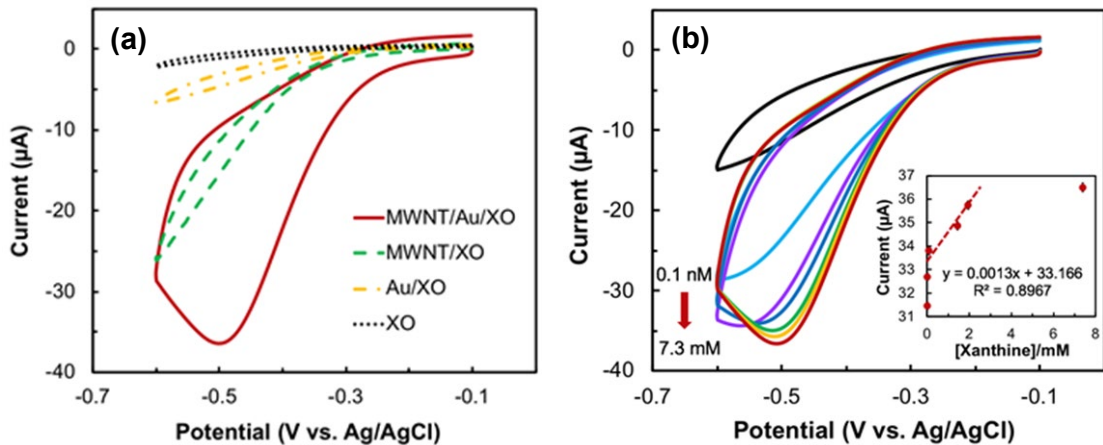 (a)
0
-10
-20
-30
-40
-0.7
-0.5
-0.3
-0.1
Current (µA)
Potential (V vs. Ag/AgCl)
MWNT/Au/XO
MWNT/XO
Au/XO
XO
(b)
0
-10
-20
-30
-40
-0.7
-0.5
-0.3
-0.1
Current (µA)
Potential (V vs. Ag/AgCl)
0.1 nM
7.3 mM
37
36
35
34
33
32
31
0
2
4
6
8
Current (µA)
[Xanthine]/mM
y = 0.0013x + 33.166
R² = 0.8967